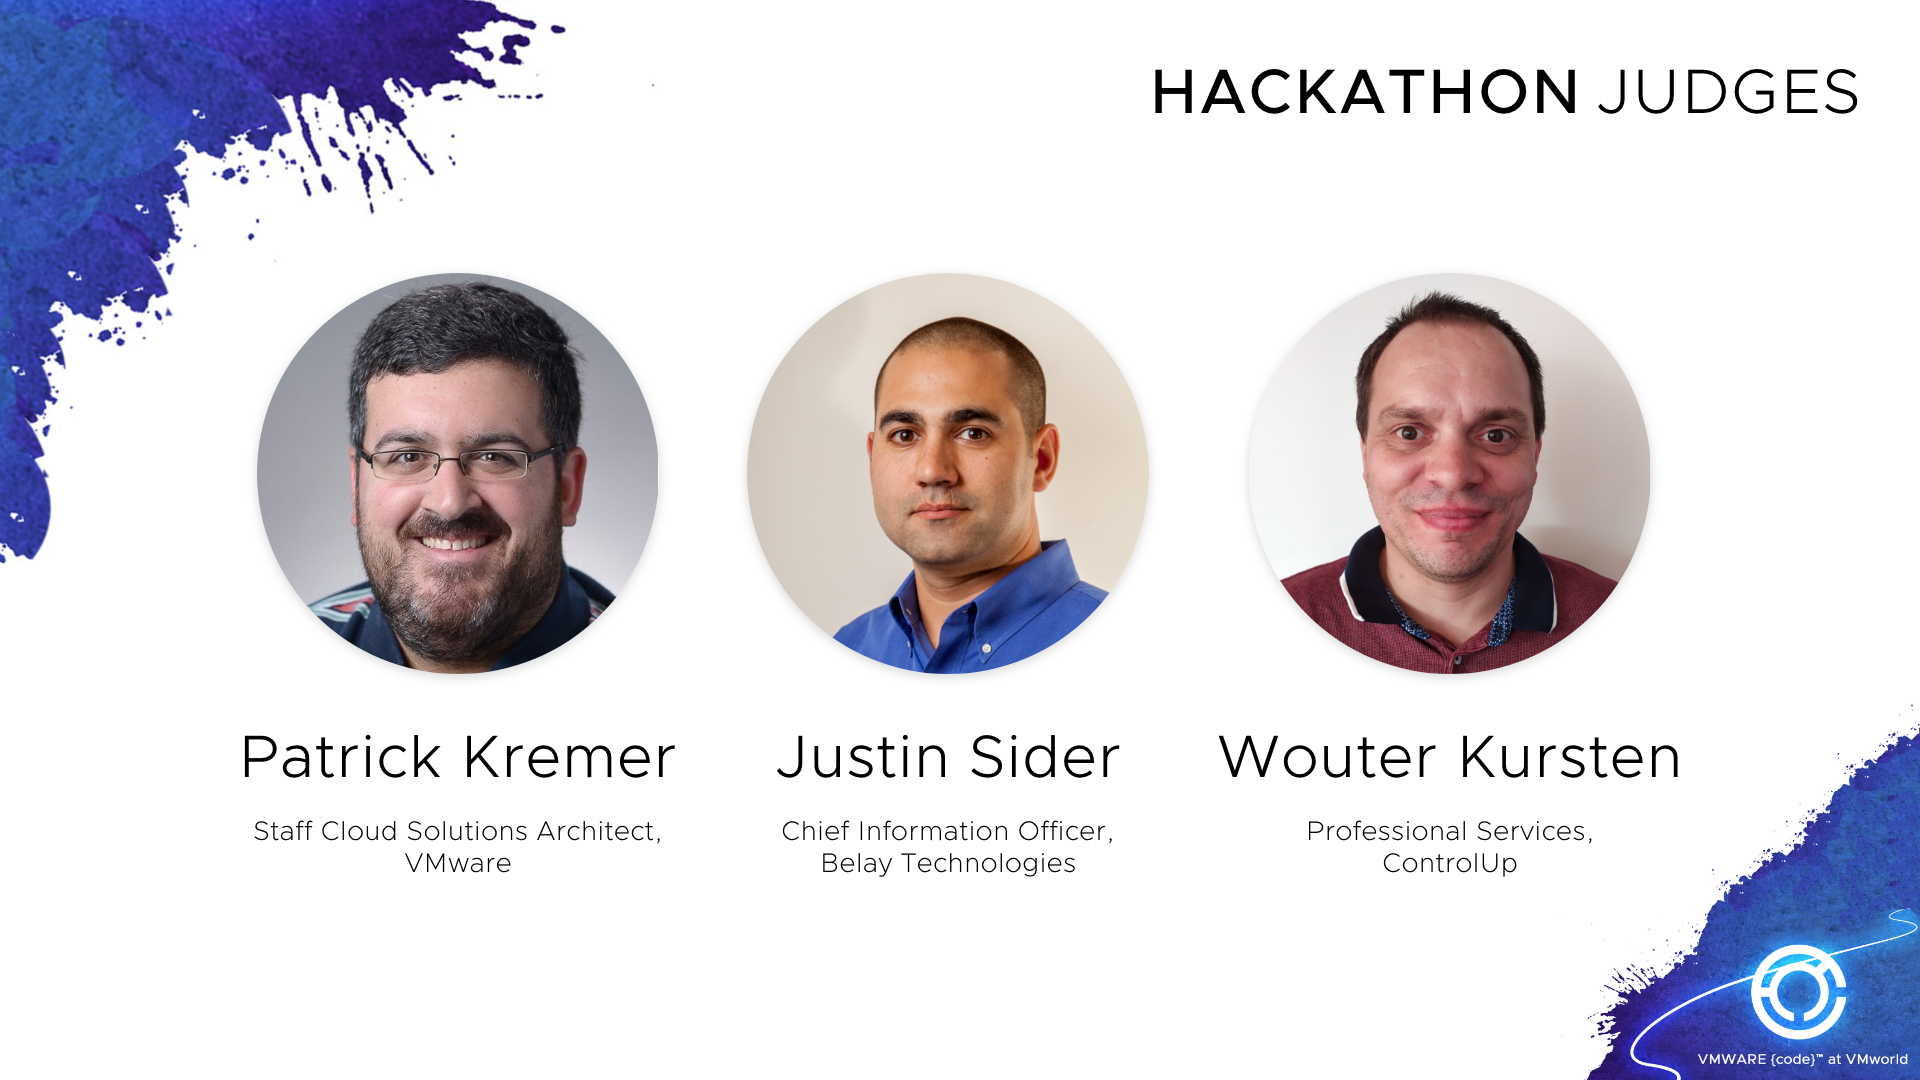 HACKATHON JUDGES
Patrick Kremer
Staff Cloud Solutions Architect,
VMware
Justin Sider
Chief Information Officer,
Belay Technologies
Wouter Kursten
Professional Services,
ControlUp
VMWARE {code}™ at VMworld